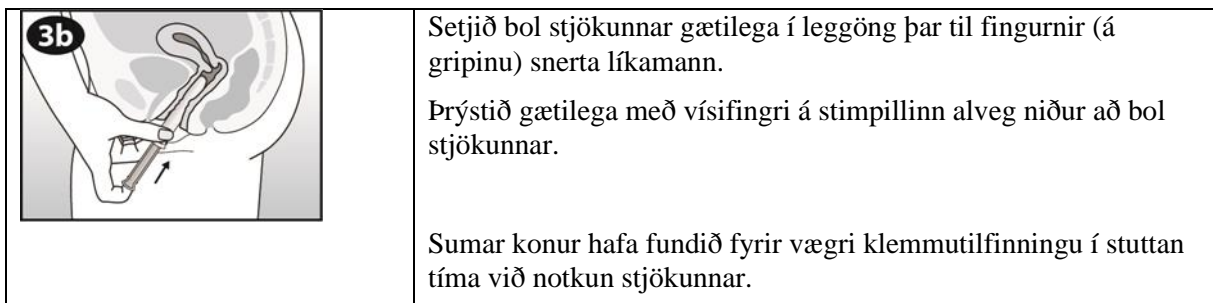 3b
Setjið bol stjökunnar gætilega í leggöng þar til fingurnir (á
gripinu) snerta líkamann.
Þrýstið gætilega með vísifingri á stimpillinn alveg niður að bol
stjökunnar.
Sumar konur hafa fundið fyrir vægri klemmutilfinningu í stuttan
tíma við notkun stjökunnar.